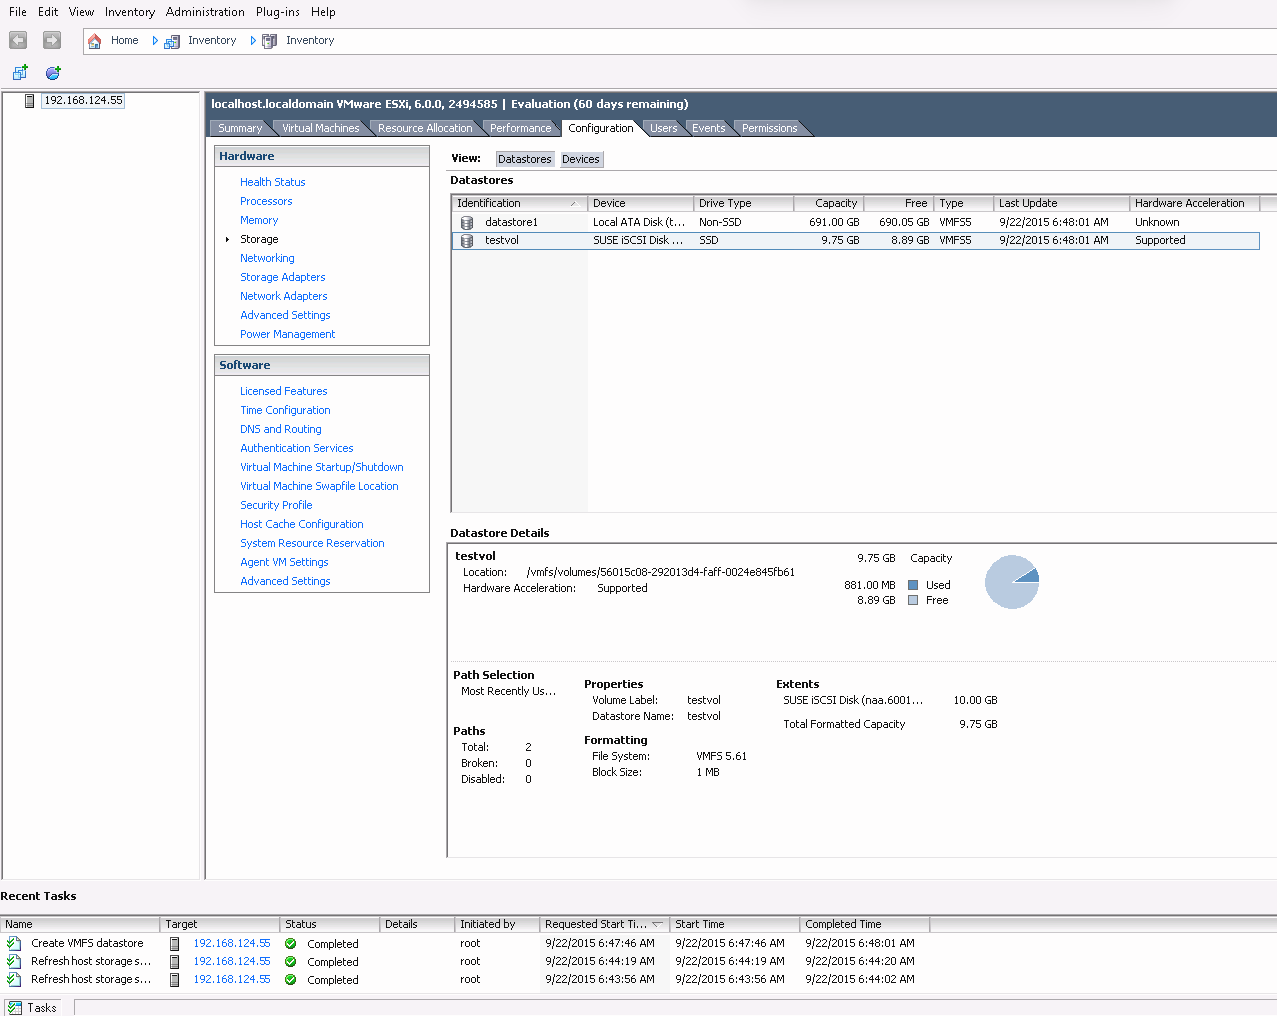 File Edit View Inventory Administration Plug-ins Help
Home Inventory Inventory
192.168.124.55
localhost.localdomain VMware ESXi, 6.0.0, 2494585 | Evaluation (60 days remaining)
Summary Virtual Machines Resource Allocation Performance Configuration Users Events Permissions
Hardware
Health Status
Processors
Memory
Storage
Networking
Storage Adapters
Network Adapters
Advanced Settings
Power Management
Software
Licensed Features
Time Configuration
DNS and Routing
Authentication Services
Virtual Machine Startup/Shutdown
Virtual Machine Swapfile Location
Security Profile
Host Cache Configuration
System Resource Reservation
Agent VM Settings
Advanced Settings
View: Datastores Devices
Datastores
Identification Device Drive Type Capacity Free Type Last Update Hardware Acceleration
datastore1 Local ATA Disk (t... Non-SSD 691.00 GB 690.05 GB VMFS5 9/22/2015 6:48:01 AM Unknown
testvol SUSE iSCSI Disk ... SSD 9.75 GB 8.89 GB VMFS5 9/22/2015 6:48:01 AM Supported
Datastore Details
testvol 9.75 GB Capacity
Location: /vmfs/volumes/56015c08-292013d4-faff-0024e845fb61
Hardware Acceleration: Supported
881.00 MB Used
8.89 GB Free
Path Selection
Most Recently Us...
Paths
Total: 2
Broken: 0
Disabled: 0
Properties
Volume Label: testvol
Datastore Name: testvol
Formatting
File System: VMFS 5.61
Block Size: 1 MB
Extents
SUSE iSCSI Disk (naa.6001... 10.00 GB
Total Formatted Capacity 9.75 GB
Recent Tasks
Name Target Status Details Initiated by Requested Start Ti... Start Time Completed Time
Create VMFS datastore 192.168.124.55 Completed root 9/22/2015 6:47:46 AM 9/22/2015 6:47:46 AM 9/22/2015 6:48:01 AM
Refresh host storage s... 192.168.124.55 Completed root 9/22/2015 6:44:19 AM 9/22/2015 6:44:19 AM 9/22/2015 6:44:20 AM
Refresh host storage s... 192.168.124.55 Completed root 9/22/2015 6:43:56 AM 9/22/2015 6:43:56 AM 9/22/2015 6:44:02 AM
Tasks